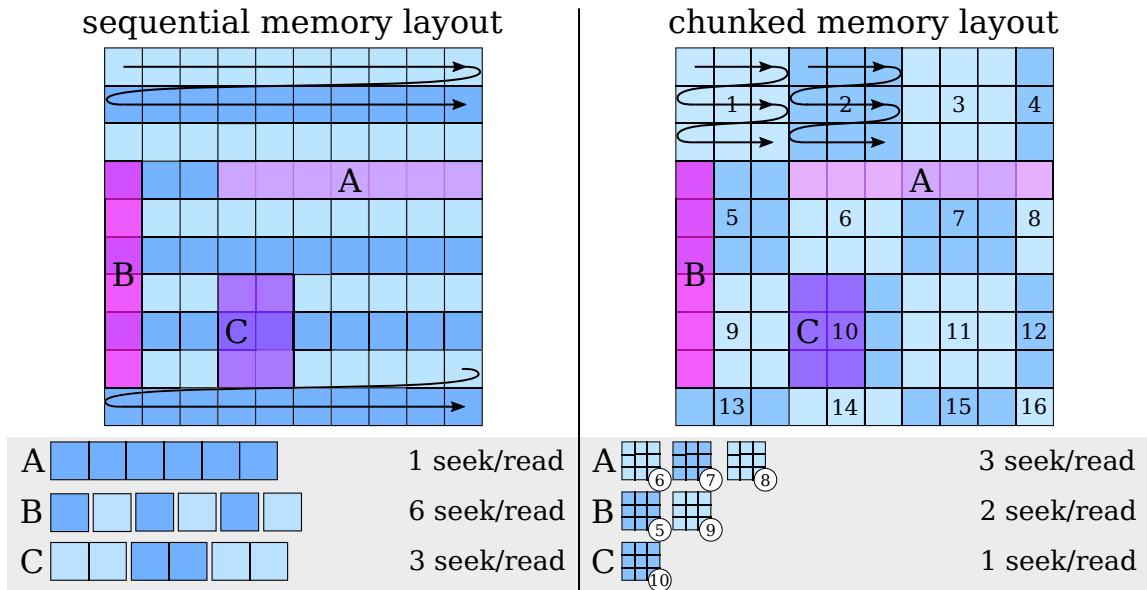 sequential memory layout
A
B
C
A 1 seek/read
B 6 seek/read
C 3 seek/read
chunked memory layout
1 2 3 4
A
5 6 7 8
B
9 C 10 11 12
13 14 15 16
A 6 7 8 3 seek/read
B 5 9 2 seek/read
C 10 1 seek/read